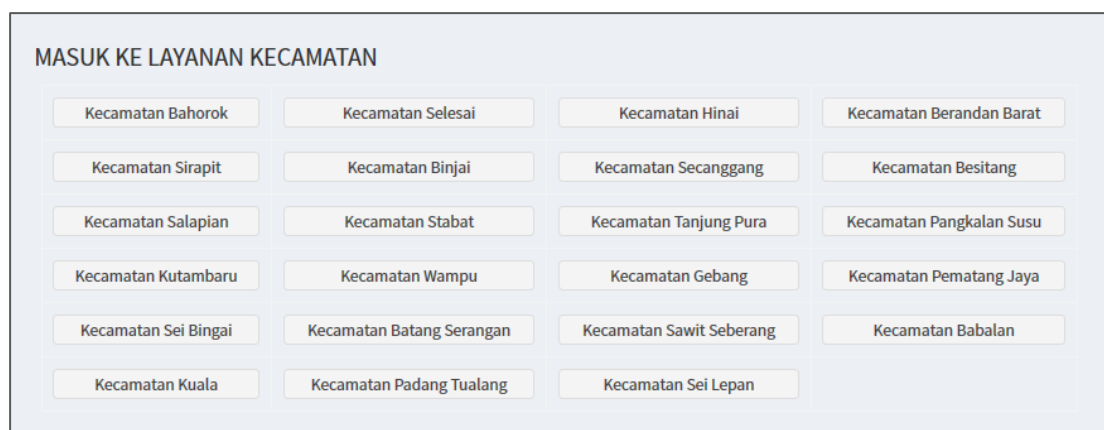 MASUK KE LAYANAN KECAMATAN
Kecamatan Bahorok Kecamatan Selesai Kecamatan Hinai Kecamatan Berandan Barat
Kecamatan Sirapit Kecamatan Binjai Kecamatan Secanggang Kecamatan Besitang
Kecamatan Salapian Kecamatan Stabat Kecamatan Tanjung Pura Kecamatan Pangkalan Susu
Kecamatan Kutambaru Kecamatan Wampu Kecamatan Gebang Kecamatan Pematang Jaya
Kecamatan Sei Bingai Kecamatan Batang Serangan Kecamatan Sawit Seberang Kecamatan Babalan
Kecamatan Kuala Kecamatan Padang Tualang Kecamatan Sei Lepan